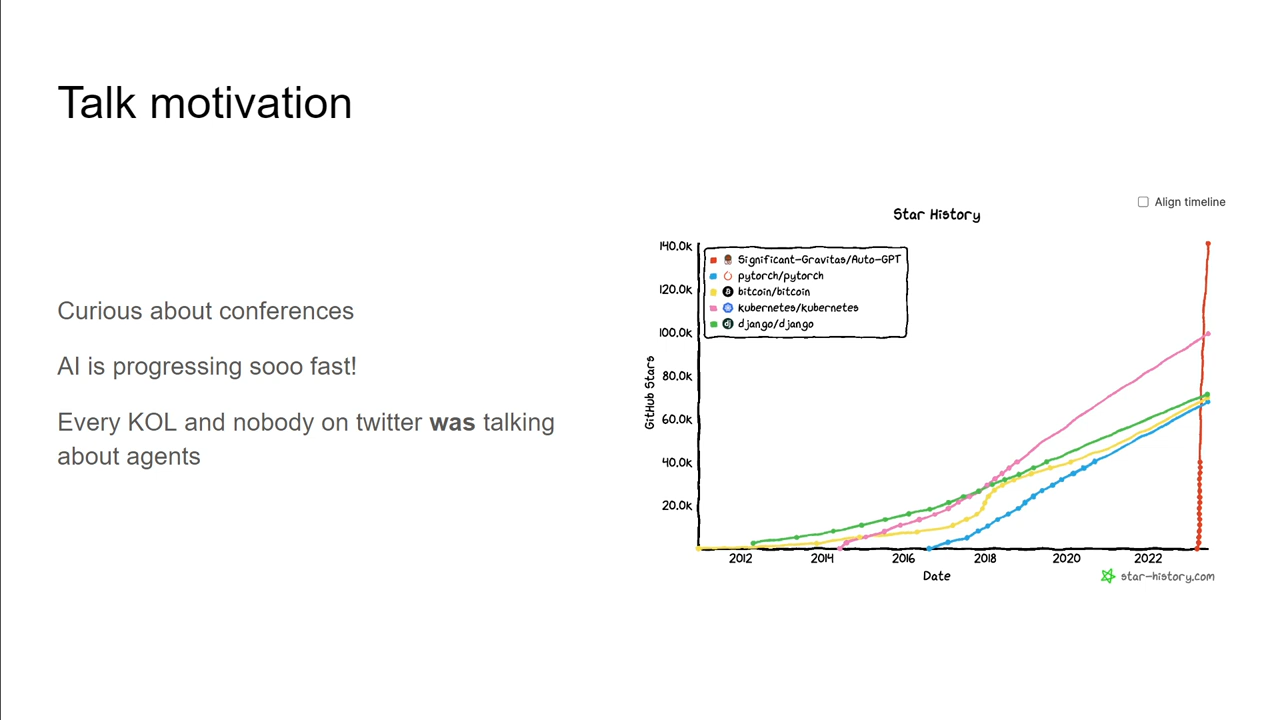 Talk motivation
Curious about conferences
AI is progressing sooo fast!
Every KOL and nobody on twitter was talking
about agents
Align timeline
Star History
GitHub Stars
140.0k
120.0k
100.0k
80.0k
60.0k
40.0k
20.0k
Significant-Gravitas/Auto-GPT
pytorch/pytorch
bitcoin/bitcoin
kubernetes/kubernetes
django/django
2012
2014
2016
2018
2020
2022
Date
star-history.com